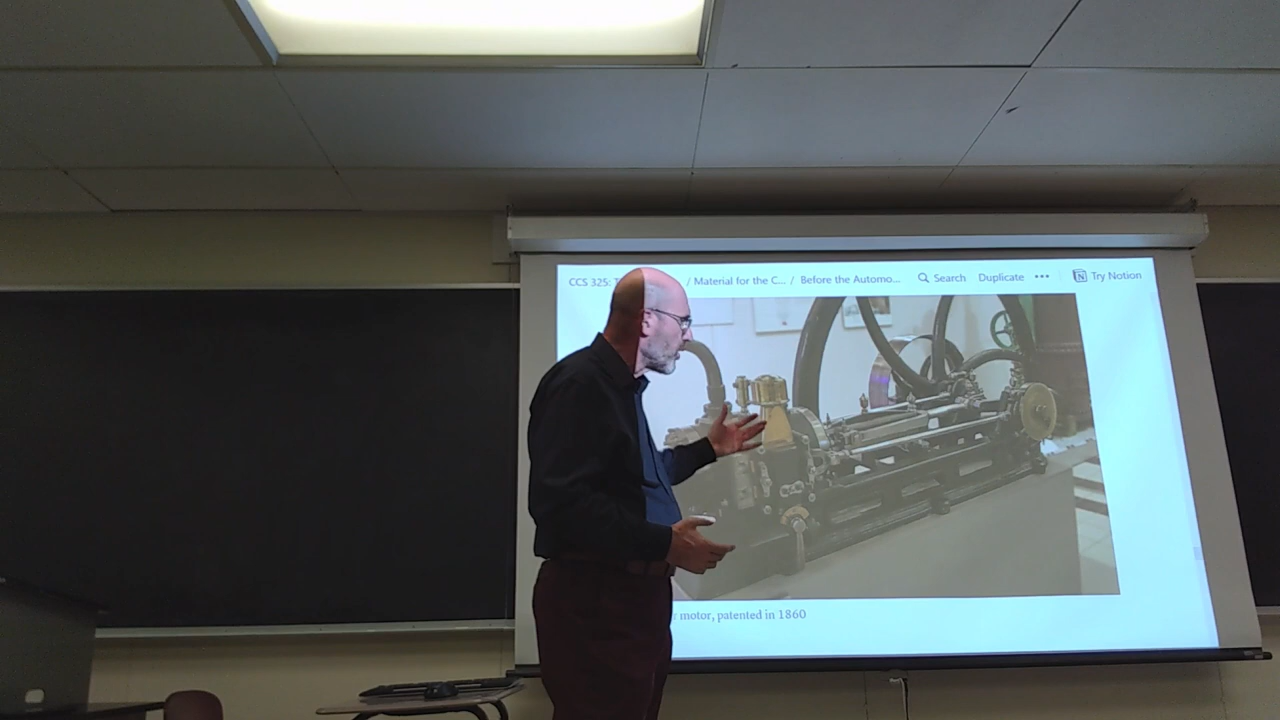 CCS 325: / Material for the C... / Before the Automo... Search Duplicate ••• Try Notion
motor, patented in 1860